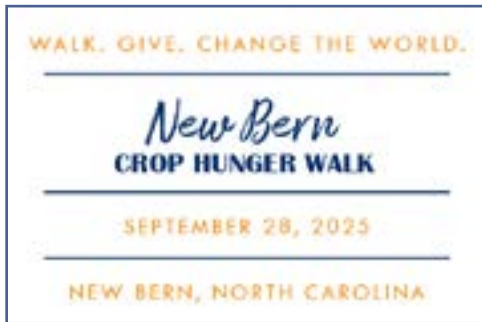 WALK. GIVE. CHANGE THE WORLD.
New Bern
CROP HUNGER WALK
SEPTEMBER 28, 2025
NEW BERN, NORTH CAROLINA